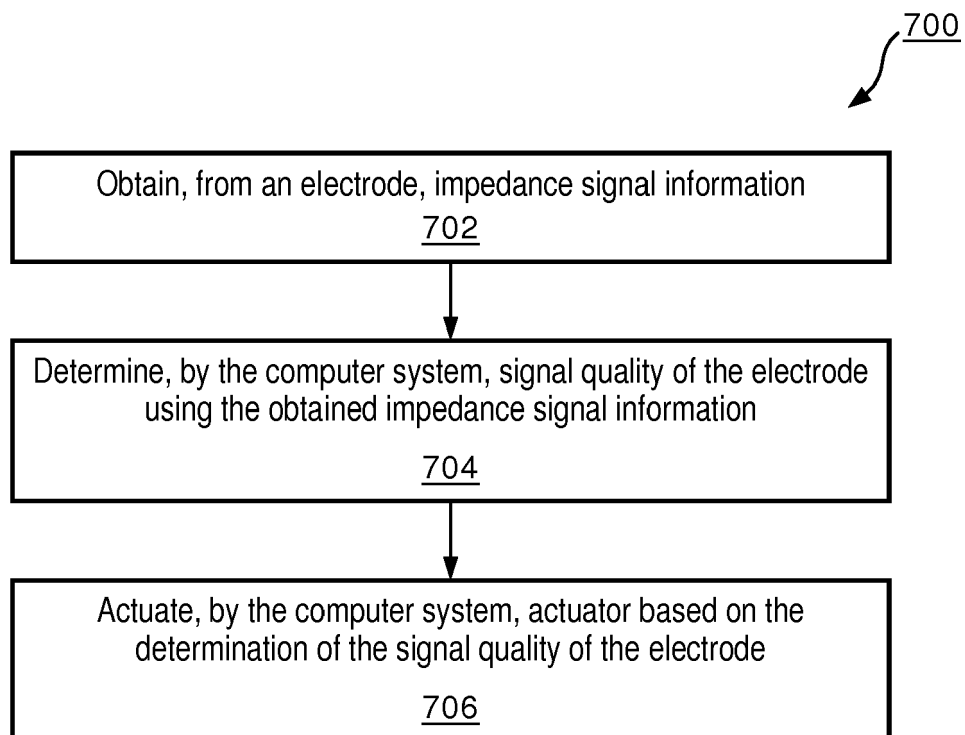 700
Obtain, from an electrode, impedance signal information
702
Determine, by the computer system, signal quality of the electrode
using the obtained impedance signal information
704
Actuate, by the computer system, actuator based on the
determination of the signal quality of the electrode
706